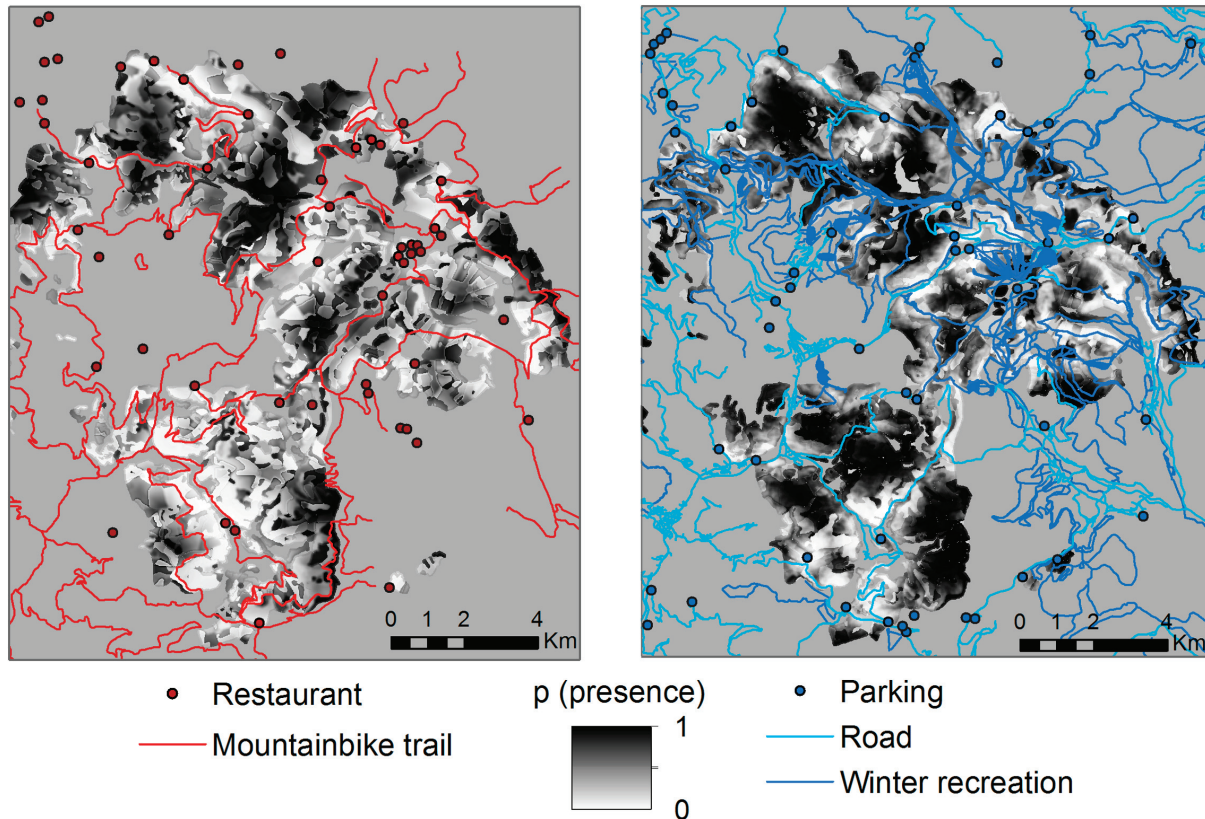 0 1 2 4
Km
0 1 2 4
Km
Restaurant
Mountainbike trail
p (presence)
1
0
Parking
Road
Winter recreation